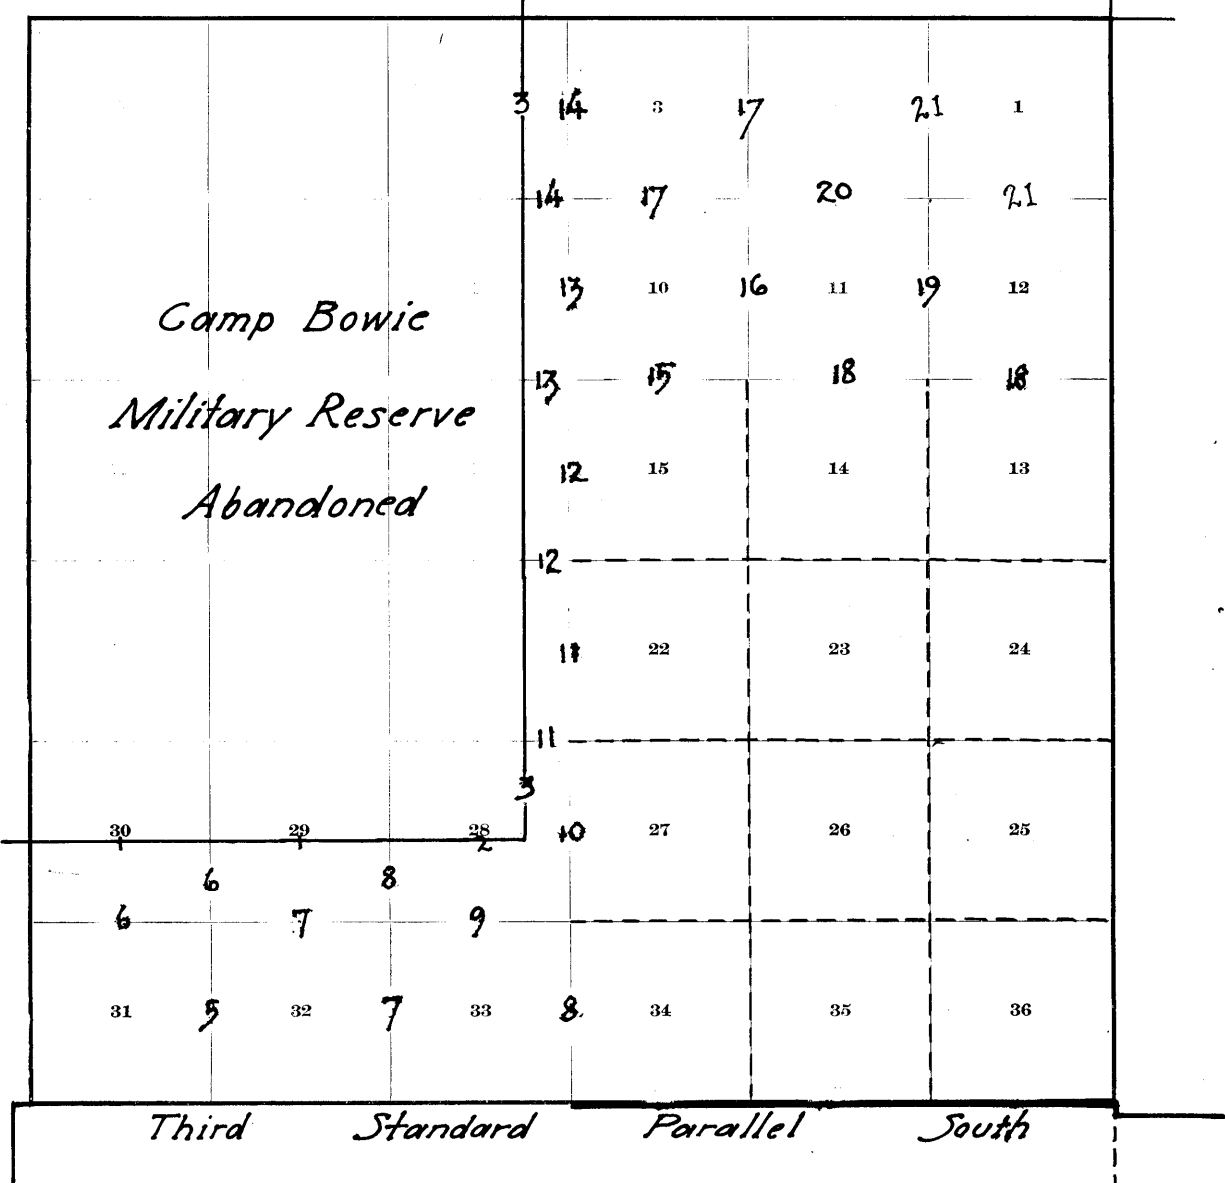 3 14 3 17 21 1
14 17 20 21
13 10 16 11 19 12
Camp Bowie
13 15 18 18
Military Reserve
12 15 14 13
Abandoned
12
11 22 23 24
11
3
30 29 28 10 27 26 25
2
6 8
6 7 9
31 5 32 7 33 8 34 35 36
Third Standard Parallel South